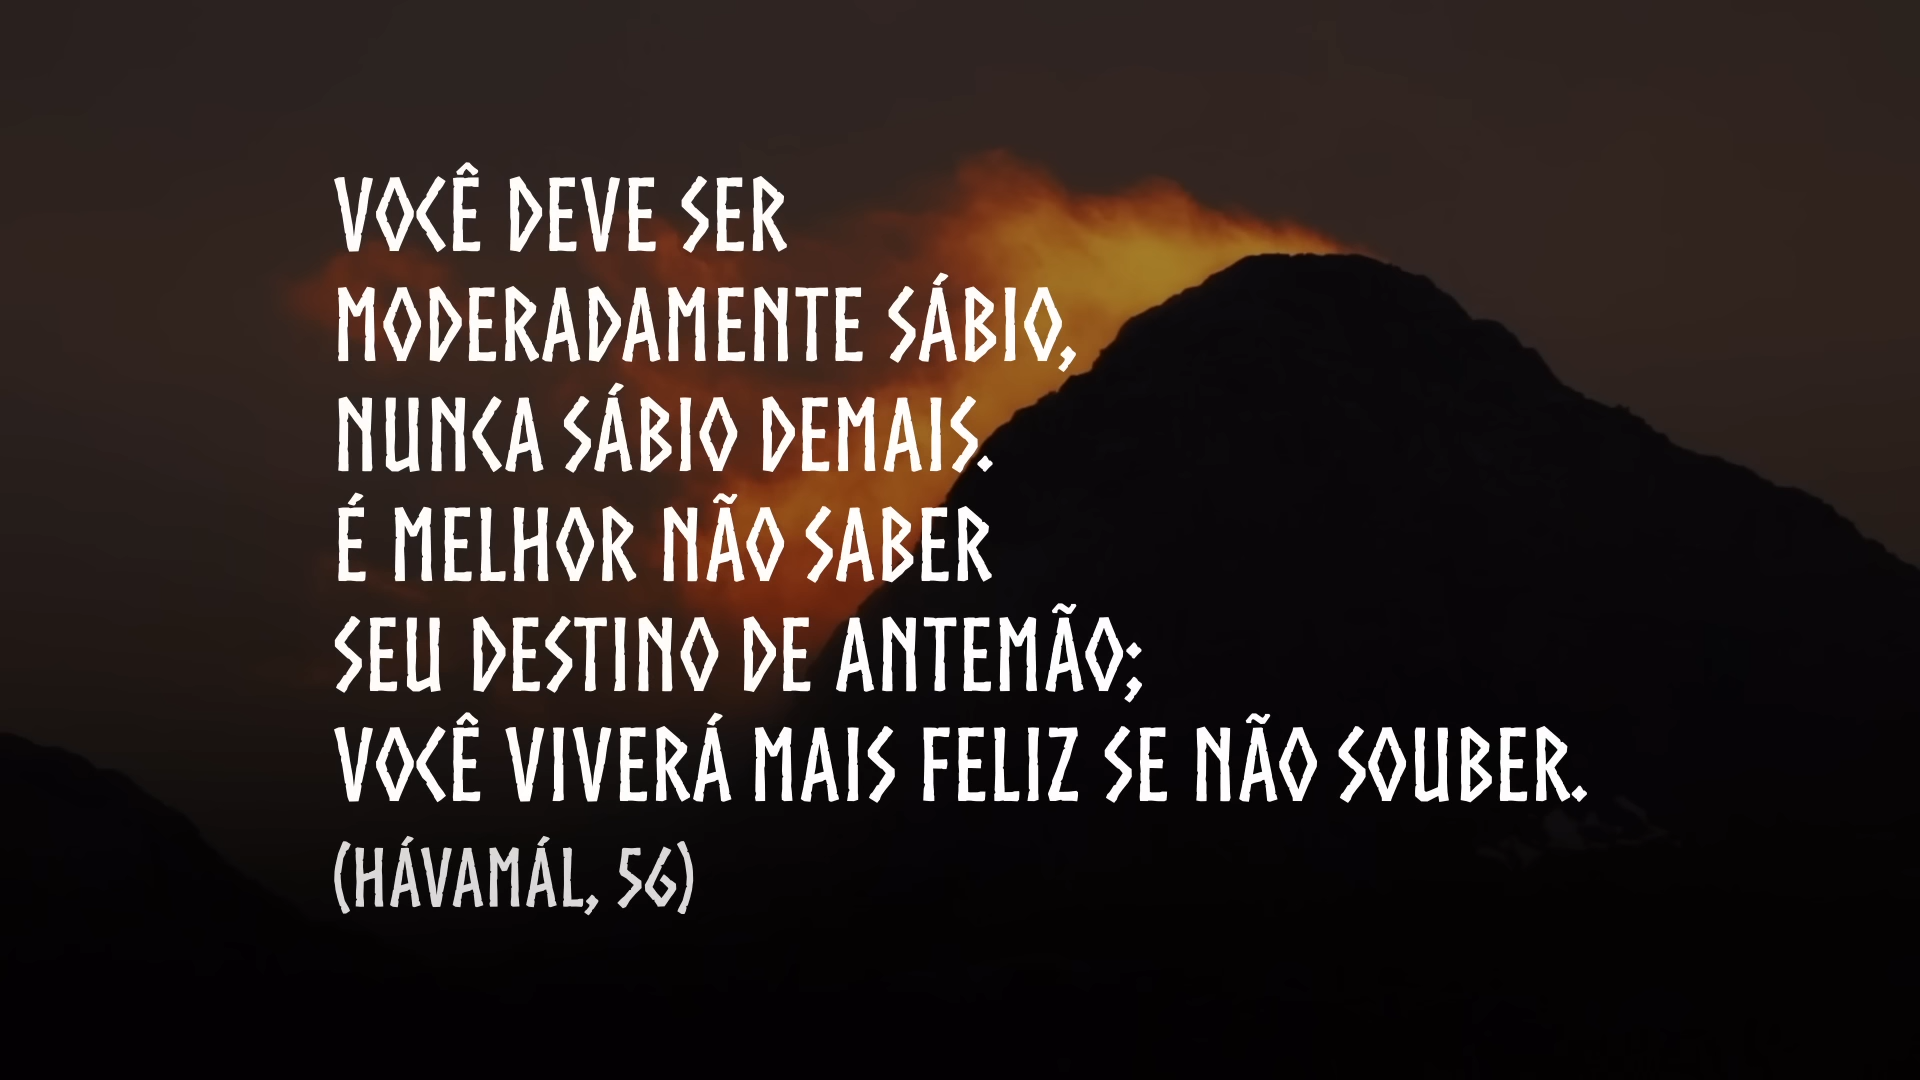 VOCÊ DEVE SER
MODERADAMENTE SÁBIO,
NUNCA SÁBIO DEMAIS.
É MELHOR NÃO SABER
SEU DESTINO DE ANTEMÃO;
VOCÊ VIVERÁ MAIS FELIZ SE NÃO SOUBER.
(HÁVAMÁL, 56)